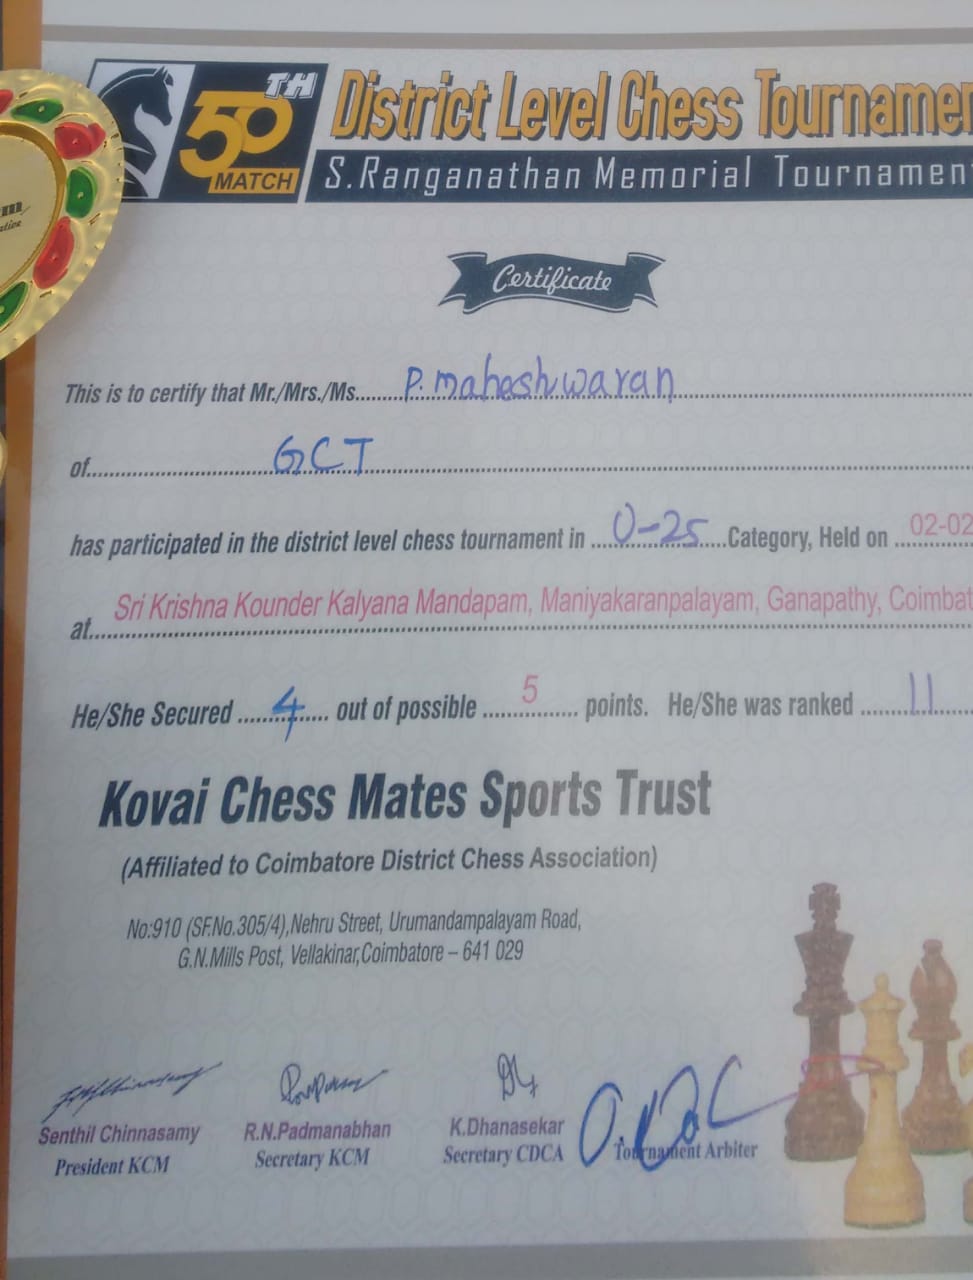 50TH MATCH
District Level Chess Tournamen
S.Ranganathan Memorial Tournamen
Certificate
This is to certify that Mr./Mrs./Ms. P. maheshwaran
of GCT
has participated in the district level chess tournament in U-25 Category, Held on 02-02
at Sri Krishna Kounder Kalyana Mandapam, Maniyakaranpalayam, Ganapathy, Coimbat
He/She Secured 4 out of possible 5 points. He/She was ranked 11
Kovai Chess Mates Sports Trust
(Affiliated to Coimbatore District Chess Association)
No:910 (SF.No.305/4),Nehru Street, Urumandampalayam Road,
G.N.Mills Post, Vellakinar,Coimbatore – 641 029
Senthil Chinnasamy R.N.Padmanabhan K.Dhanasekar
President KCM Secretary KCM Secretary CDCA Tournament Arbiter